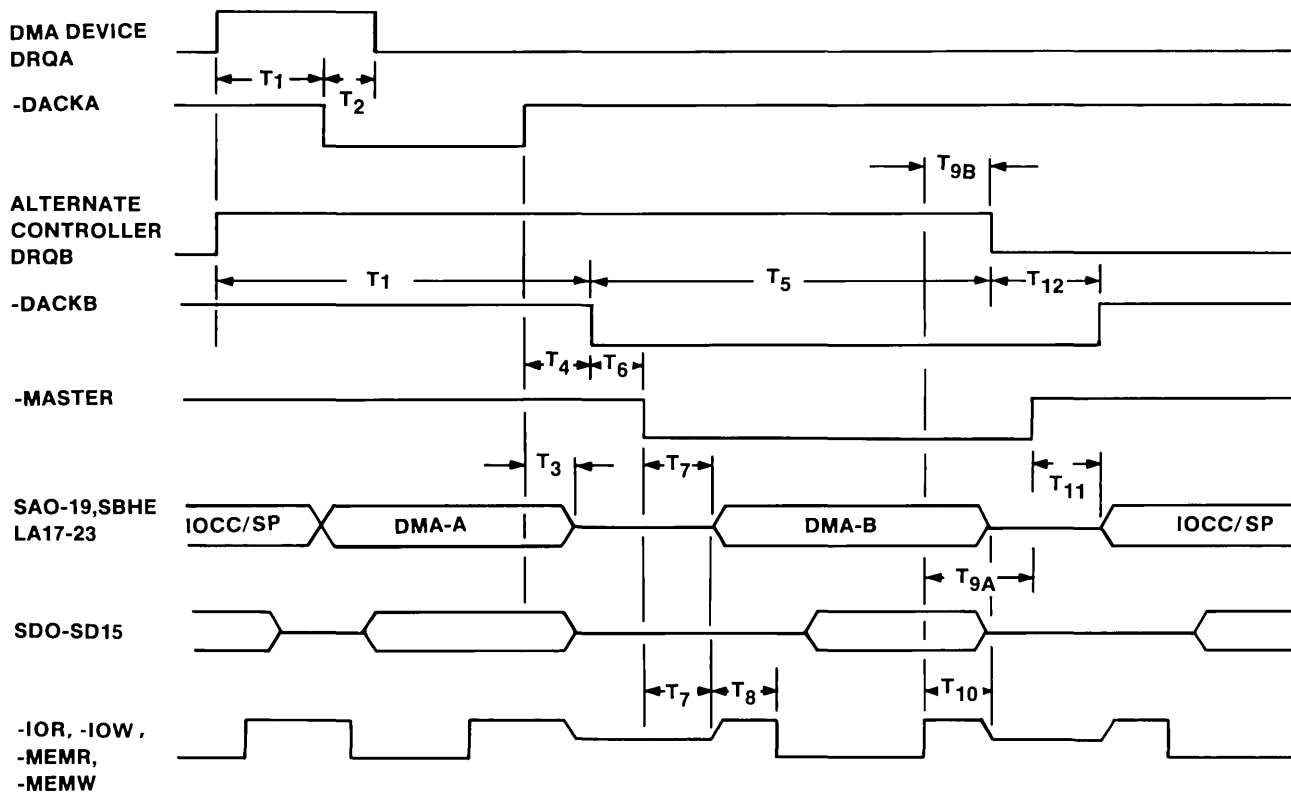 DMA DEVICE
DRQA
T1
T2
-DACKA
T9B
ALTERNATE
CONTROLLER
DRQB
T1
T5
T12
-DACKB
T4
T6
-MASTER
T3
T7
T11
SAO-19,SBHE
LA17-23
IOCC/SP
DMA-A
DMA-B
IOCC/SP
T9A
SDO-SD15
T7
T8
T10
-IOR, -IOW,
-MEMR,
-MEMW